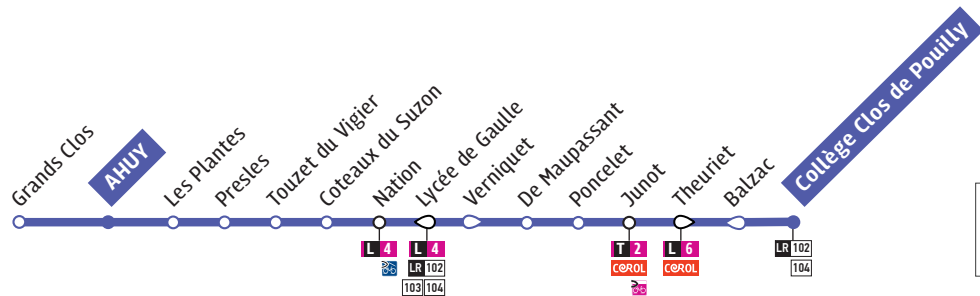 Grands Clos
AHUY
Les Plantes
Presles
Touzet du Vigier
Coteaux du Suzon
Nation
Lycée de Gaulle
Verniquet
De Maupassant
Poncelet
Junot
Theuriet
Balzac
Collège Clos de Pouilly
L 4
L 4
LR 102
103 104
T 2
COROL
L 6
COROL
LR 102
104